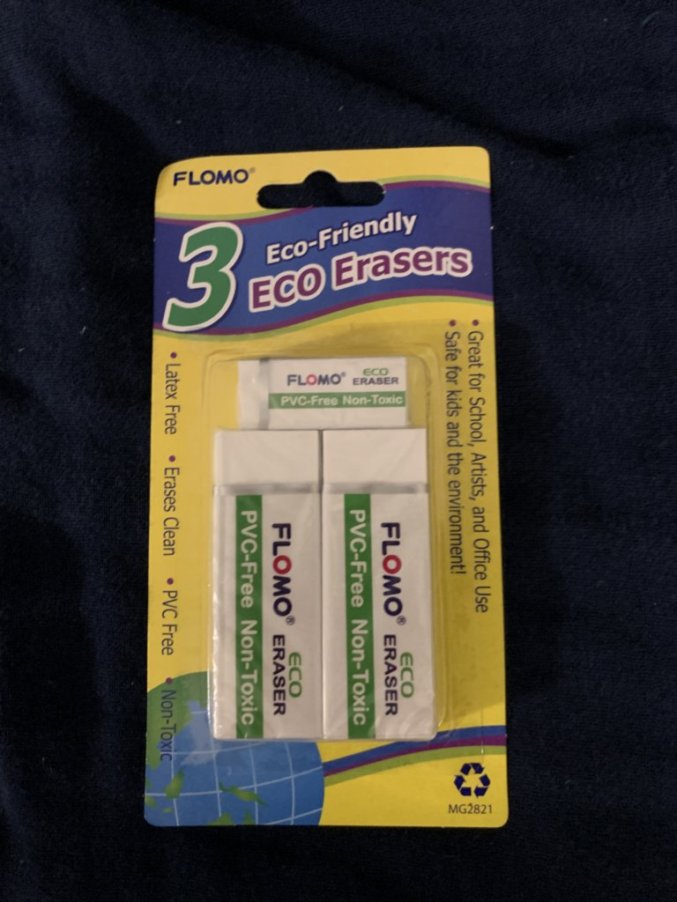 FLOMO®
3
Eco-Friendly
ECO Erasers
• Great for School, Artists, and Office Use
• Safe for kids and the environment!
• Latex Free • Erases Clean • PVC Free • Non-Toxic
FLOMO® ECO ERASER
PVC-Free Non-Toxic
FLOMO® ECO ERASER
PVC-Free Non-Toxic
FLOMO® ECO ERASER
PVC-Free Non-Toxic
MG2821